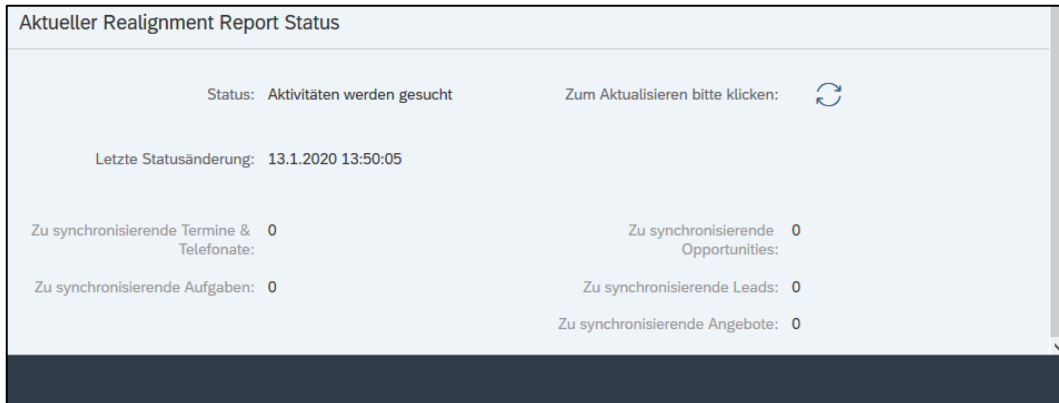 Aktueller Realignment Report Status
Status: Aktivitäten werden gesucht
Zum Aktualisieren bitte klicken:
Letzte Statusänderung: 13.1.2020 13:50:05
Zu synchronisierende Termine & 0
Telefonate:
Zu synchronisierende 0
Opportunities:
Zu synchronisierende Aufgaben: 0
Zu synchronisierende Leads: 0
Zu synchronisierende Angebote: 0